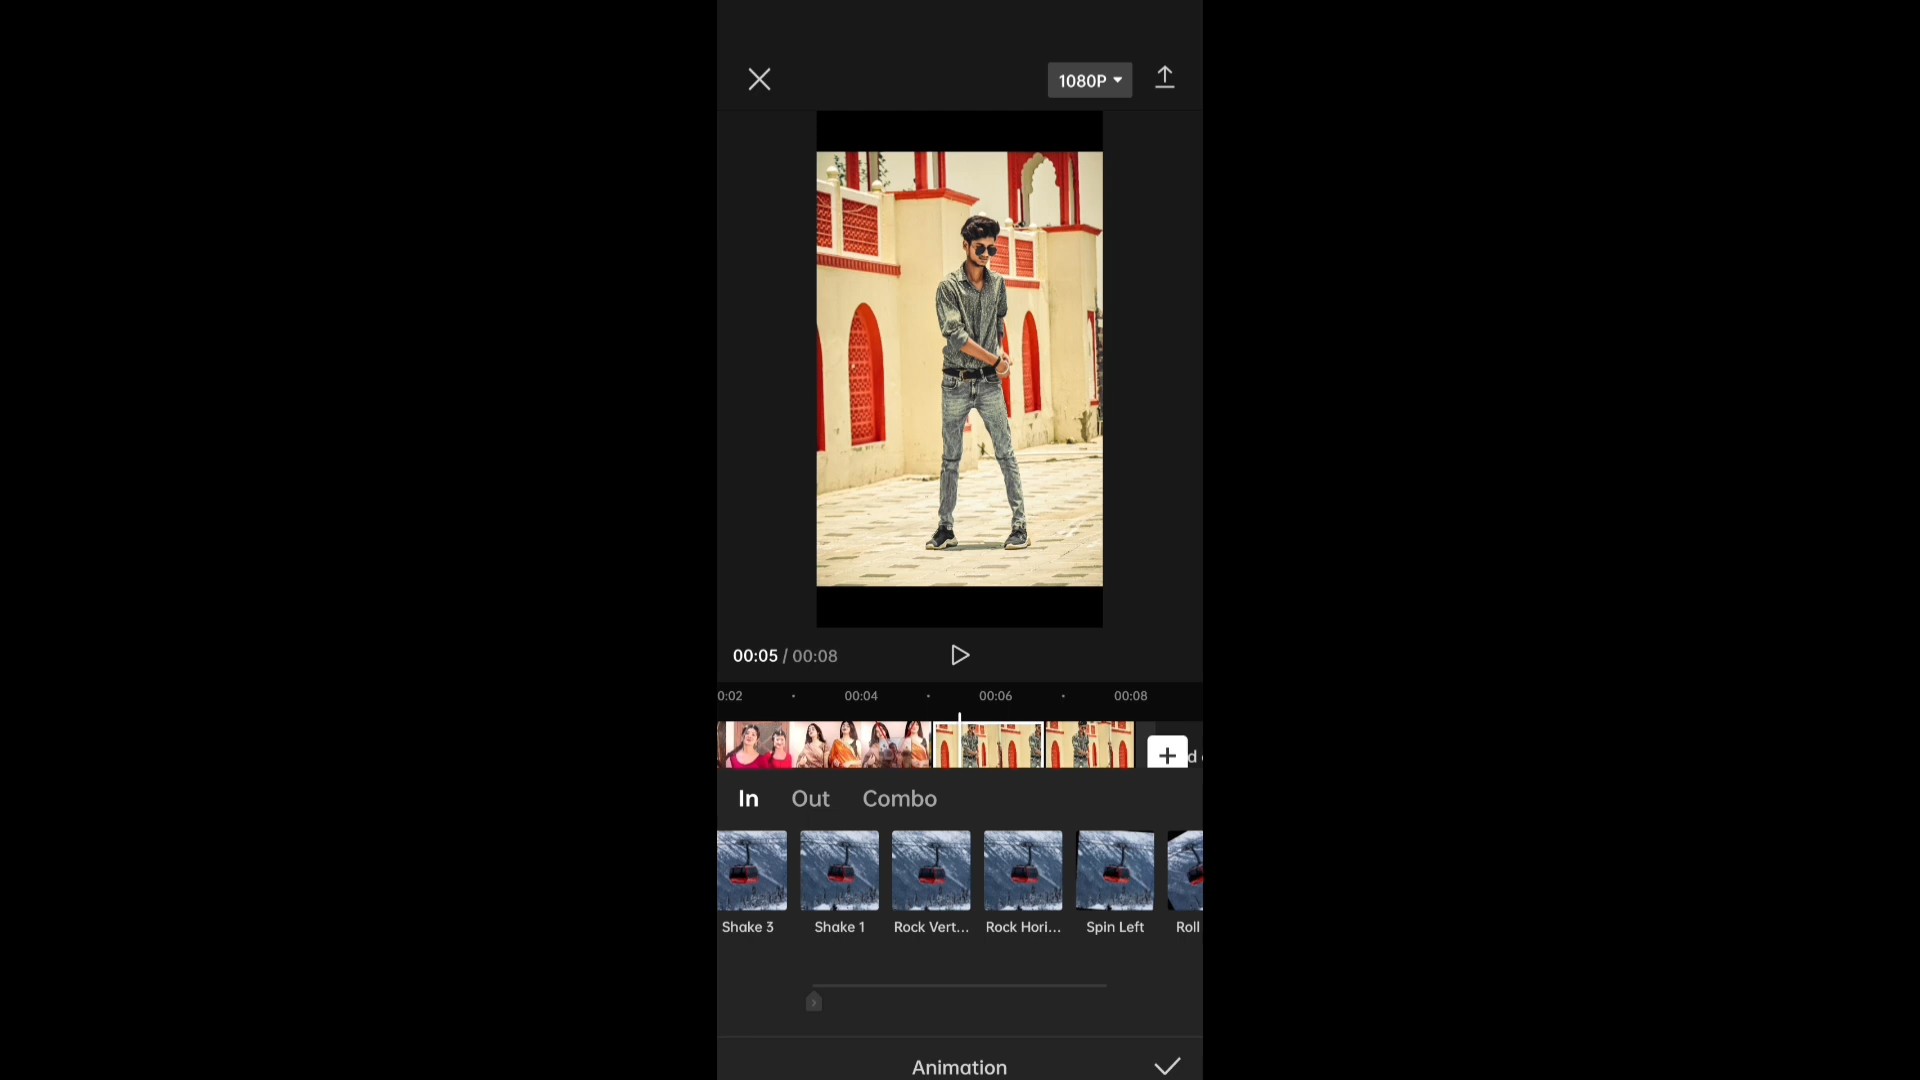 1080P
00:05 / 00:08
0:02 00:04 00:06 00:08
In Out Combo
Shake 3 Shake 1 Rock Vert... Rock Hori... Spin Left Roll
Animation